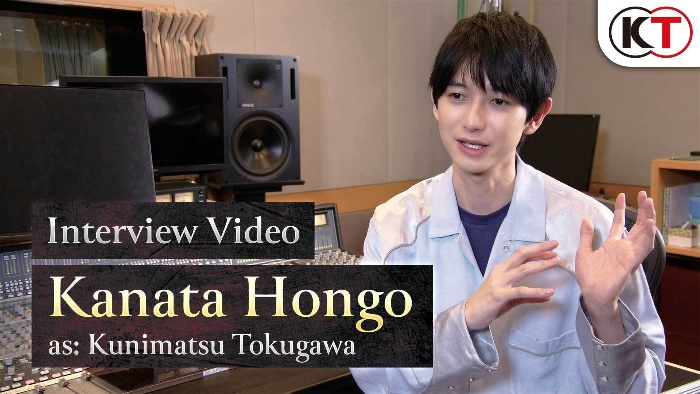 KT
Interview Video
Kanata Hongo
as: Kunimatsu Tokugawa